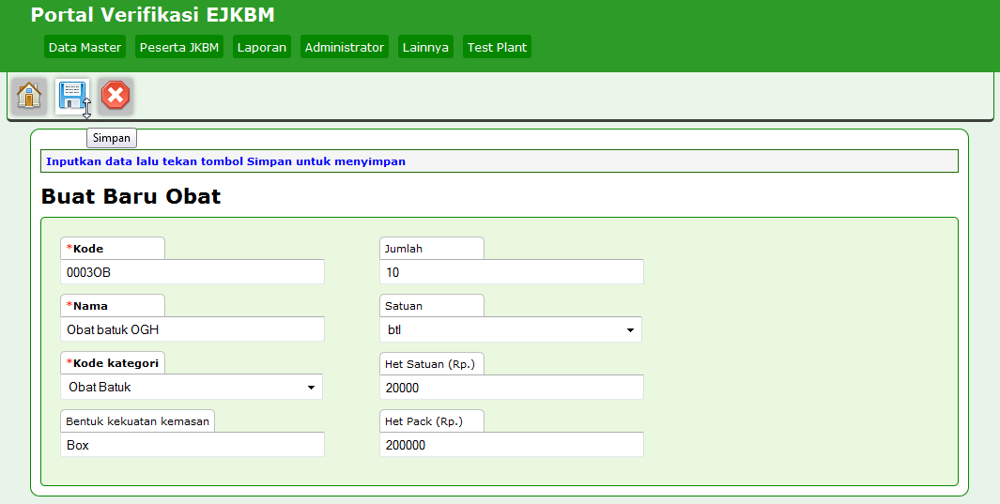 Portal Verifikasi EJKBM
Data Master Peserta JKBM Laporan Administrator Lainnya Test Plant
Simpan
Inputkan data lalu tekan tombol Simpan untuk menyimpan
Buat Baru Obat
*Kode
0003OB
*Nama
Obat batuk OGH
*Kode kategori
Obat Batuk
Bentuk kekuatan kemasan
Box
Jumlah
10
Satuan
btl
Het Satuan (Rp.)
20000
Het Pack (Rp.)
200000